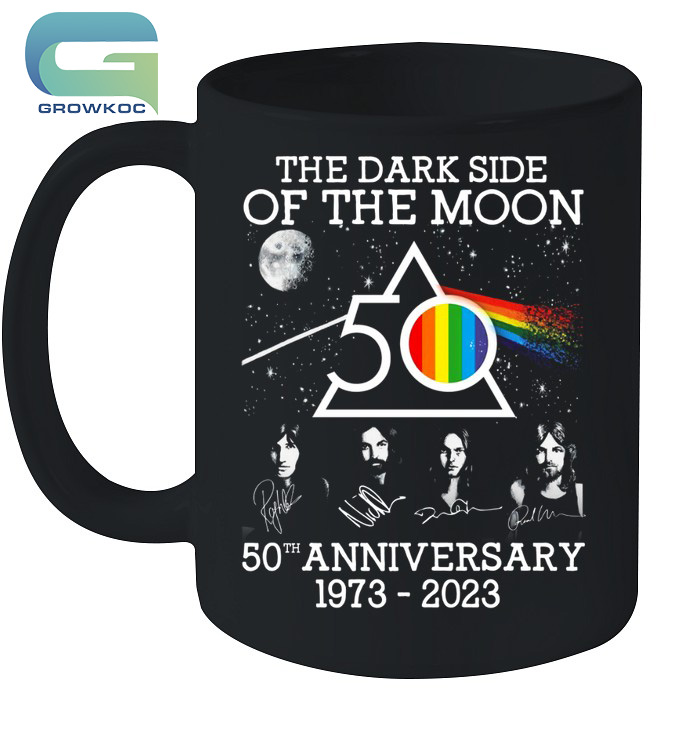 GROWKOC
THE DARK SIDE
OF THE MOON
50
50TH ANNIVERSARY
1973 - 2023